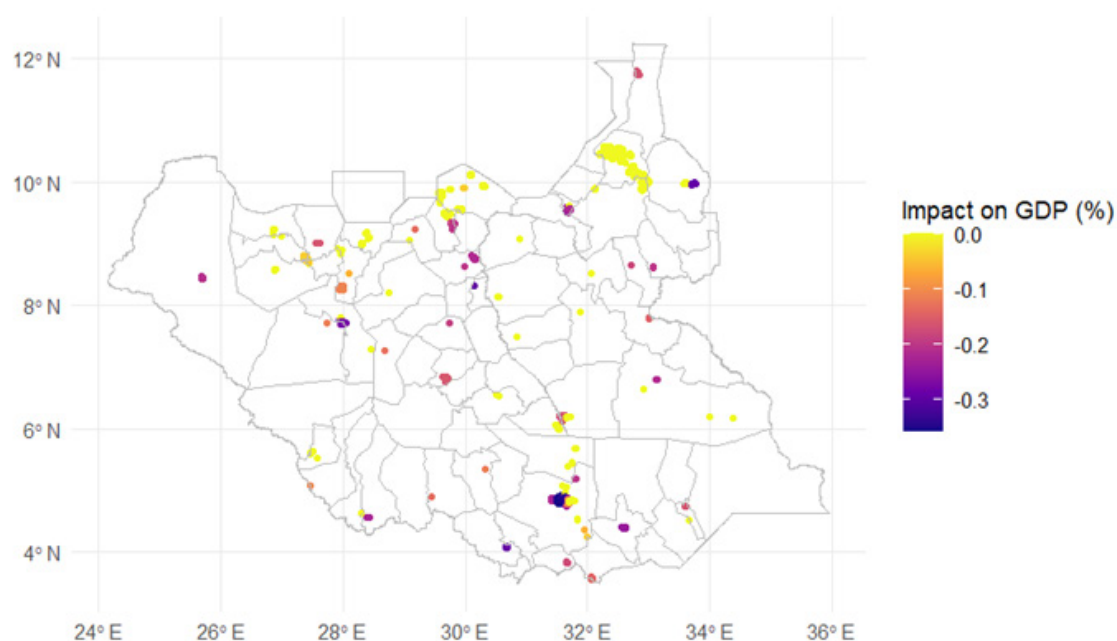 12° N
10° N
8° N
6° N
4° N
24° E
26° E
28° E
30° E
32° E
34° E
36° E
Impact on GDP (%)
0.0
-0.1
-0.2
-0.3